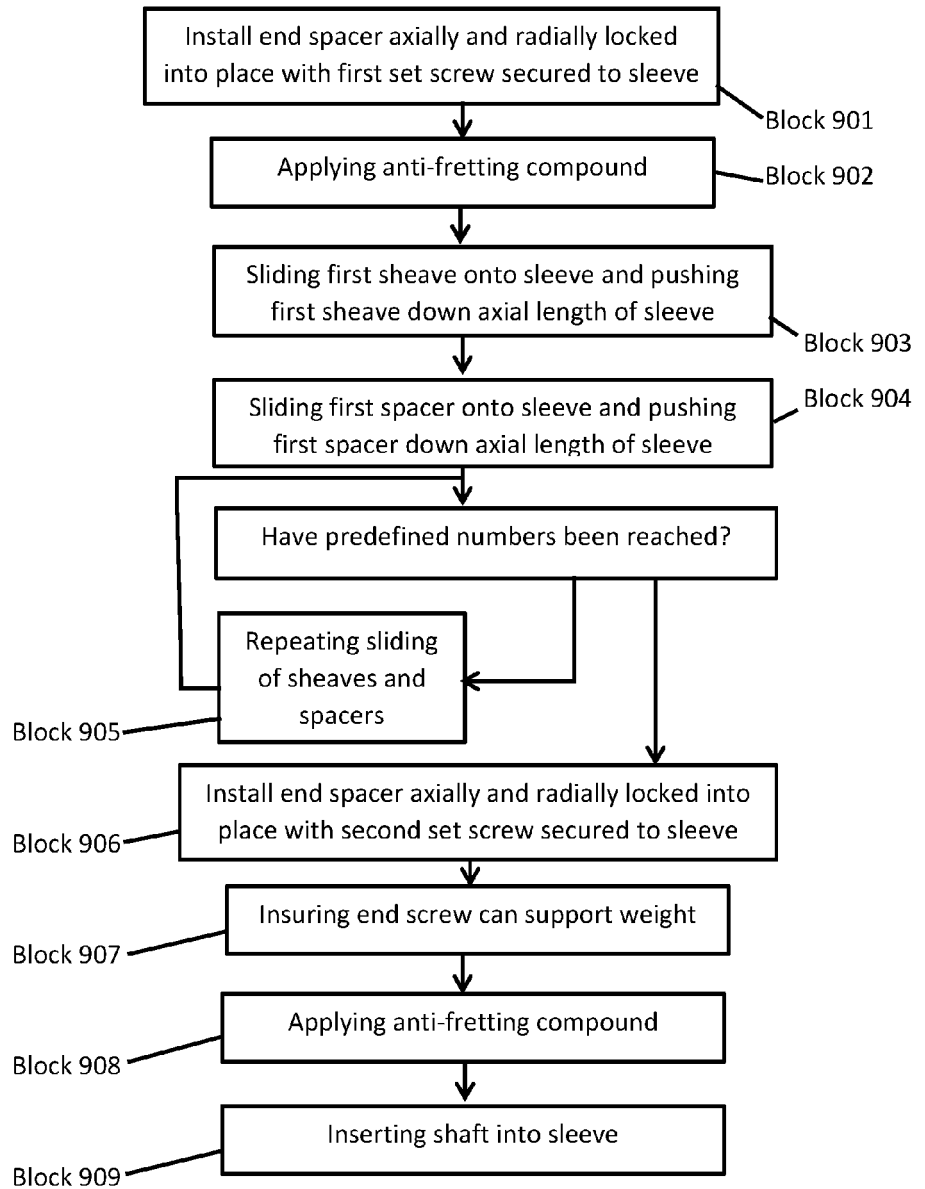 Install end spacer axially and radially locked
into place with first set screw secured to sleeve
Block 901
Applying anti-fretting compound
Block 902
Sliding first sheave onto sleeve and pushing
first sheave down axial length of sleeve
Block 903
Sliding first spacer onto sleeve and pushing
first spacer down axial length of sleeve
Block 904
Have predefined numbers been reached?
Repeating sliding
of sheaves and
spacers
Block 905
Install end spacer axially and radially locked into
place with second set screw secured to sleeve
Block 906
Insuring end screw can support weight
Block 907
Applying anti-fretting compound
Block 908
Inserting shaft into sleeve
Block 909